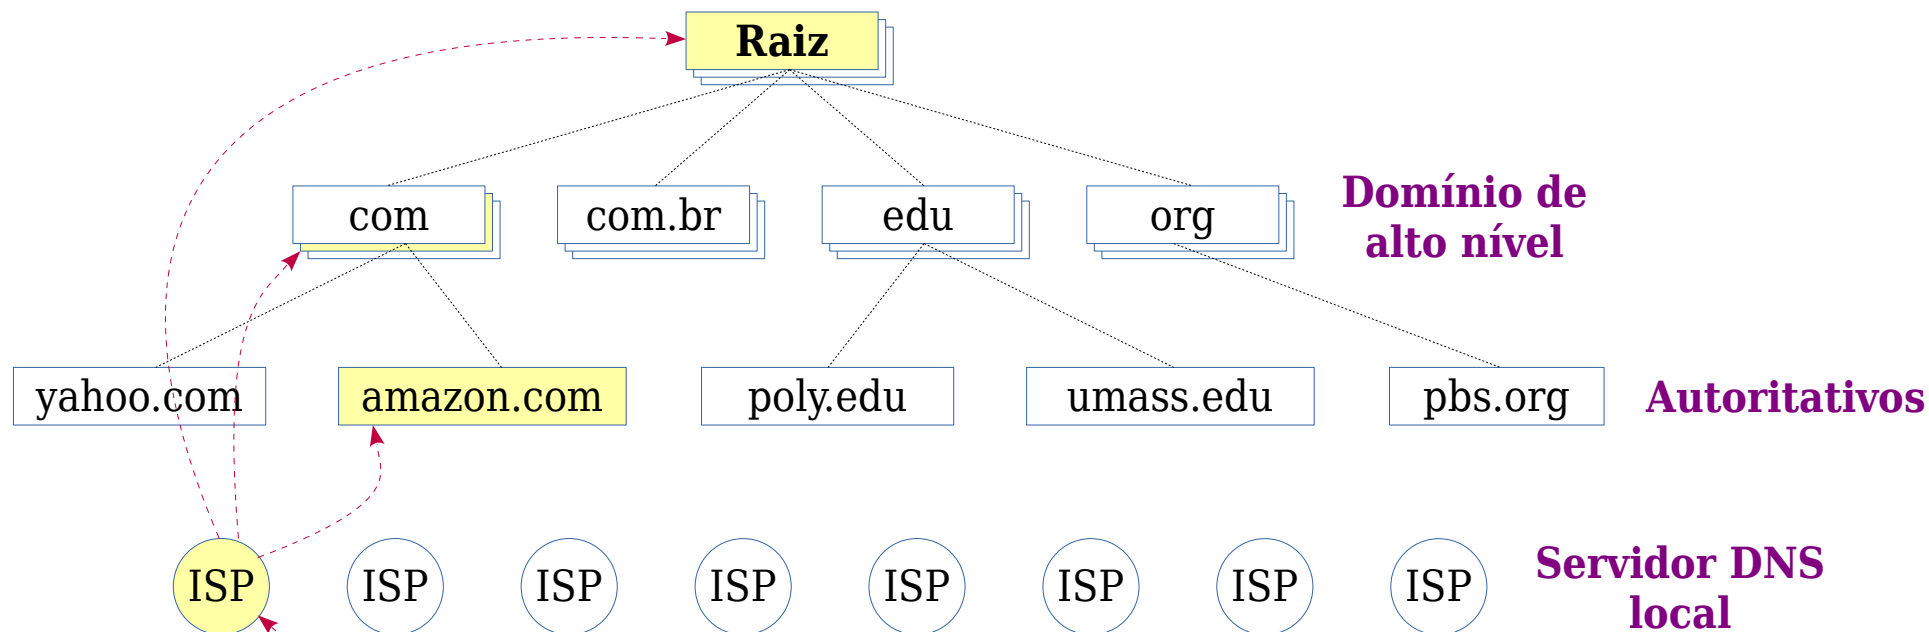 Raiz
com
com.br
edu
org
Domínio de
alto nível
yahoo.com
amazon.com
poly.edu
umass.edu
pbs.org
Autoritativos
ISP
ISP
ISP
ISP
ISP
ISP
ISP
ISP
Servidor DNS
local